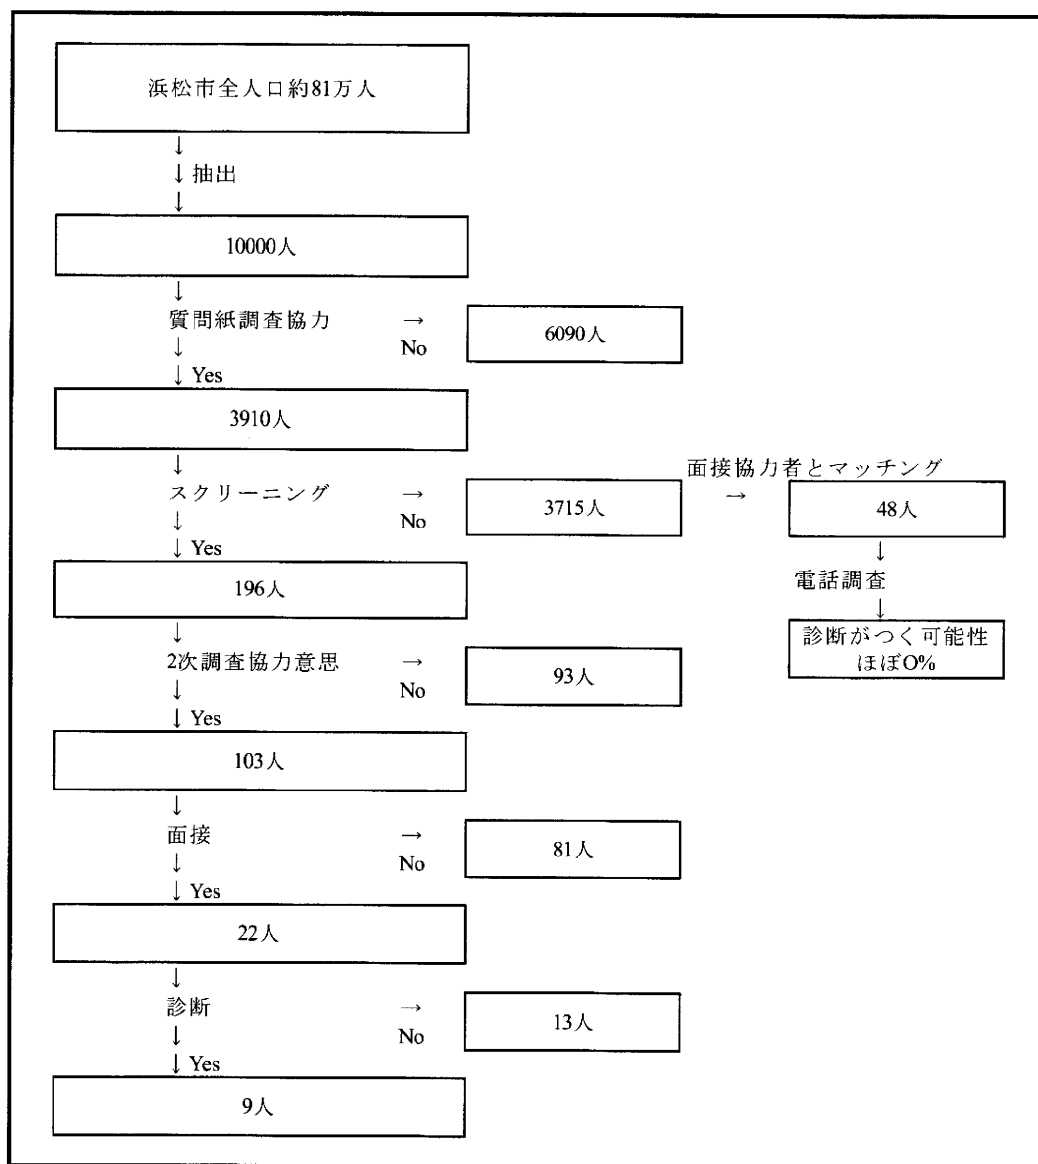 浜松市全人口約81万人
↓
↓ 抽出
↓
10000人
↓
質問紙調査協力 →
↓ No 6090人
↓ Yes
3910人
↓ 面接協力者とマッチング
スクリーニング → 3715人 → 48人
↓ No ↓
↓ Yes 電話調査
196人 ↓
↓ 診断がつく可能性
2次調査協力意思 → 93人 ほぼ0%
↓ No
↓ Yes
103人
↓
面接 → 81人
↓ No
↓ Yes
22人
↓
診断 → 13人
↓ No
↓ Yes
9人